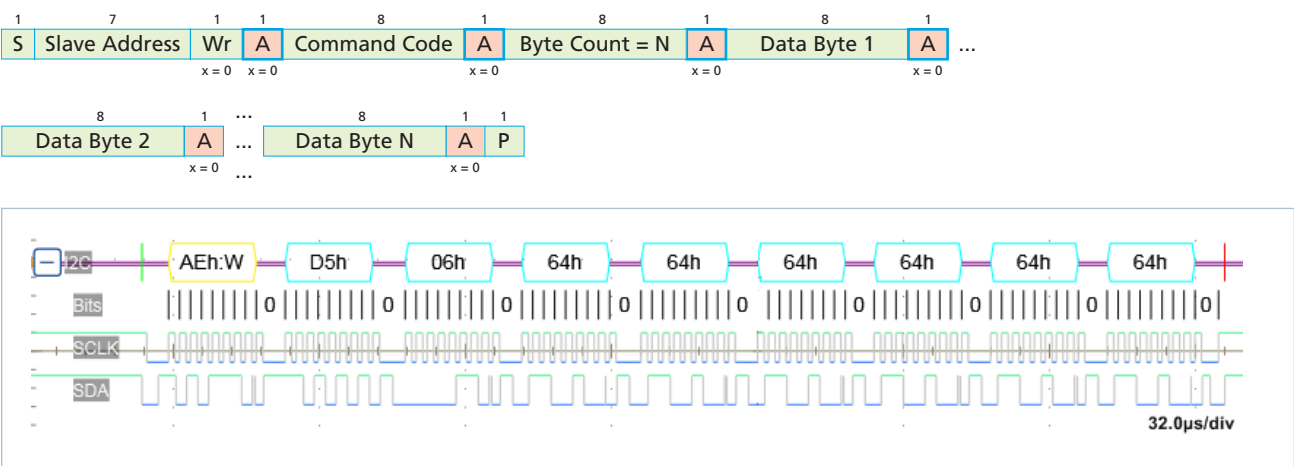 1 7 1 1 8 1 8 1 8 1
S Slave Address Wr A Command Code A Byte Count = N A Data Byte 1 A ...
x = 0 x = 0 x = 0 x = 0 x = 0
8 1 ... 8 1 1
Data Byte 2 A ... Data Byte N A P
x = 0 ... x = 0
I2C AEh:W D5h 06h 64h 64h 64h 64h 64h 64h
Bits 0 0 0 0 0 0 0 0 0
SCLK
SDA
32.0µs/div